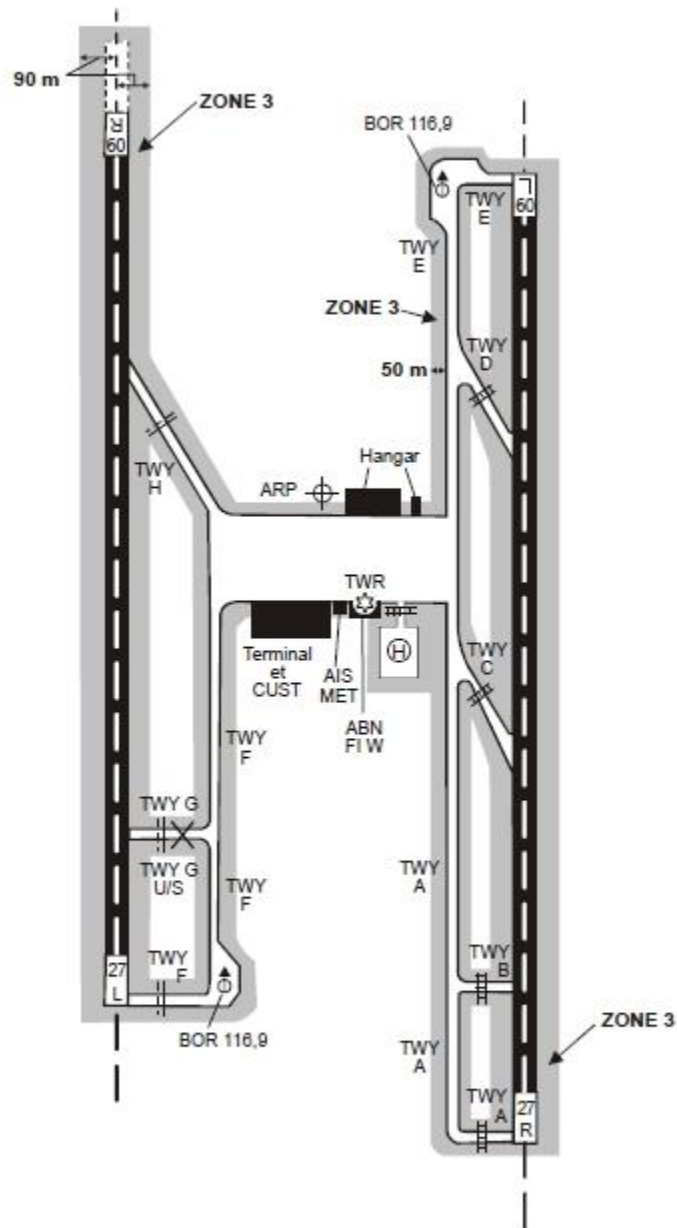 90 m
ZONE 3
09
R
BOR 116,9
L
09
TWY
E
TWY
E
ZONE 3
TWY
D
50 m
Hangar
TWY
H
ARP
TWR
H
TWY
C
Terminal
et
CUST
AIS
MET
ABN
FI W
TWY
F
TWY G
TWY G
U/S
TWY
F
TWY
A
27
L
TWY
F
TWY
B
BOR 116,9
ZONE 3
TWY
A
TWY
A
27
R